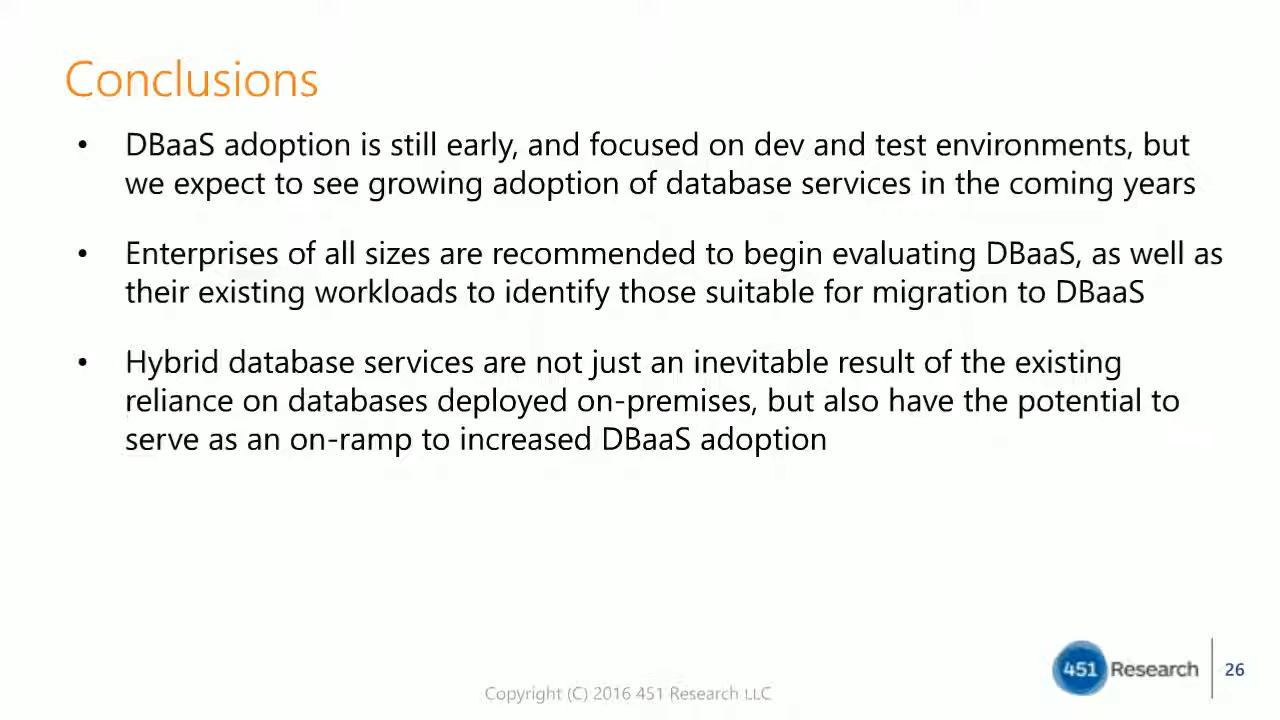 Conclusions
• DBaaS adoption is still early, and focused on dev and test environments, but
we expect to see growing adoption of database services in the coming years
• Enterprises of all sizes are recommended to begin evaluating DBaaS, as well as
their existing workloads to identify those suitable for migration to DBaaS
• Hybrid database services are not just an inevitable result of the existing
reliance on databases deployed on-premises, but also have the potential to
serve as an on-ramp to increased DBaaS adoption
451 Research
26
Copyright (C) 2016 451 Research LLC